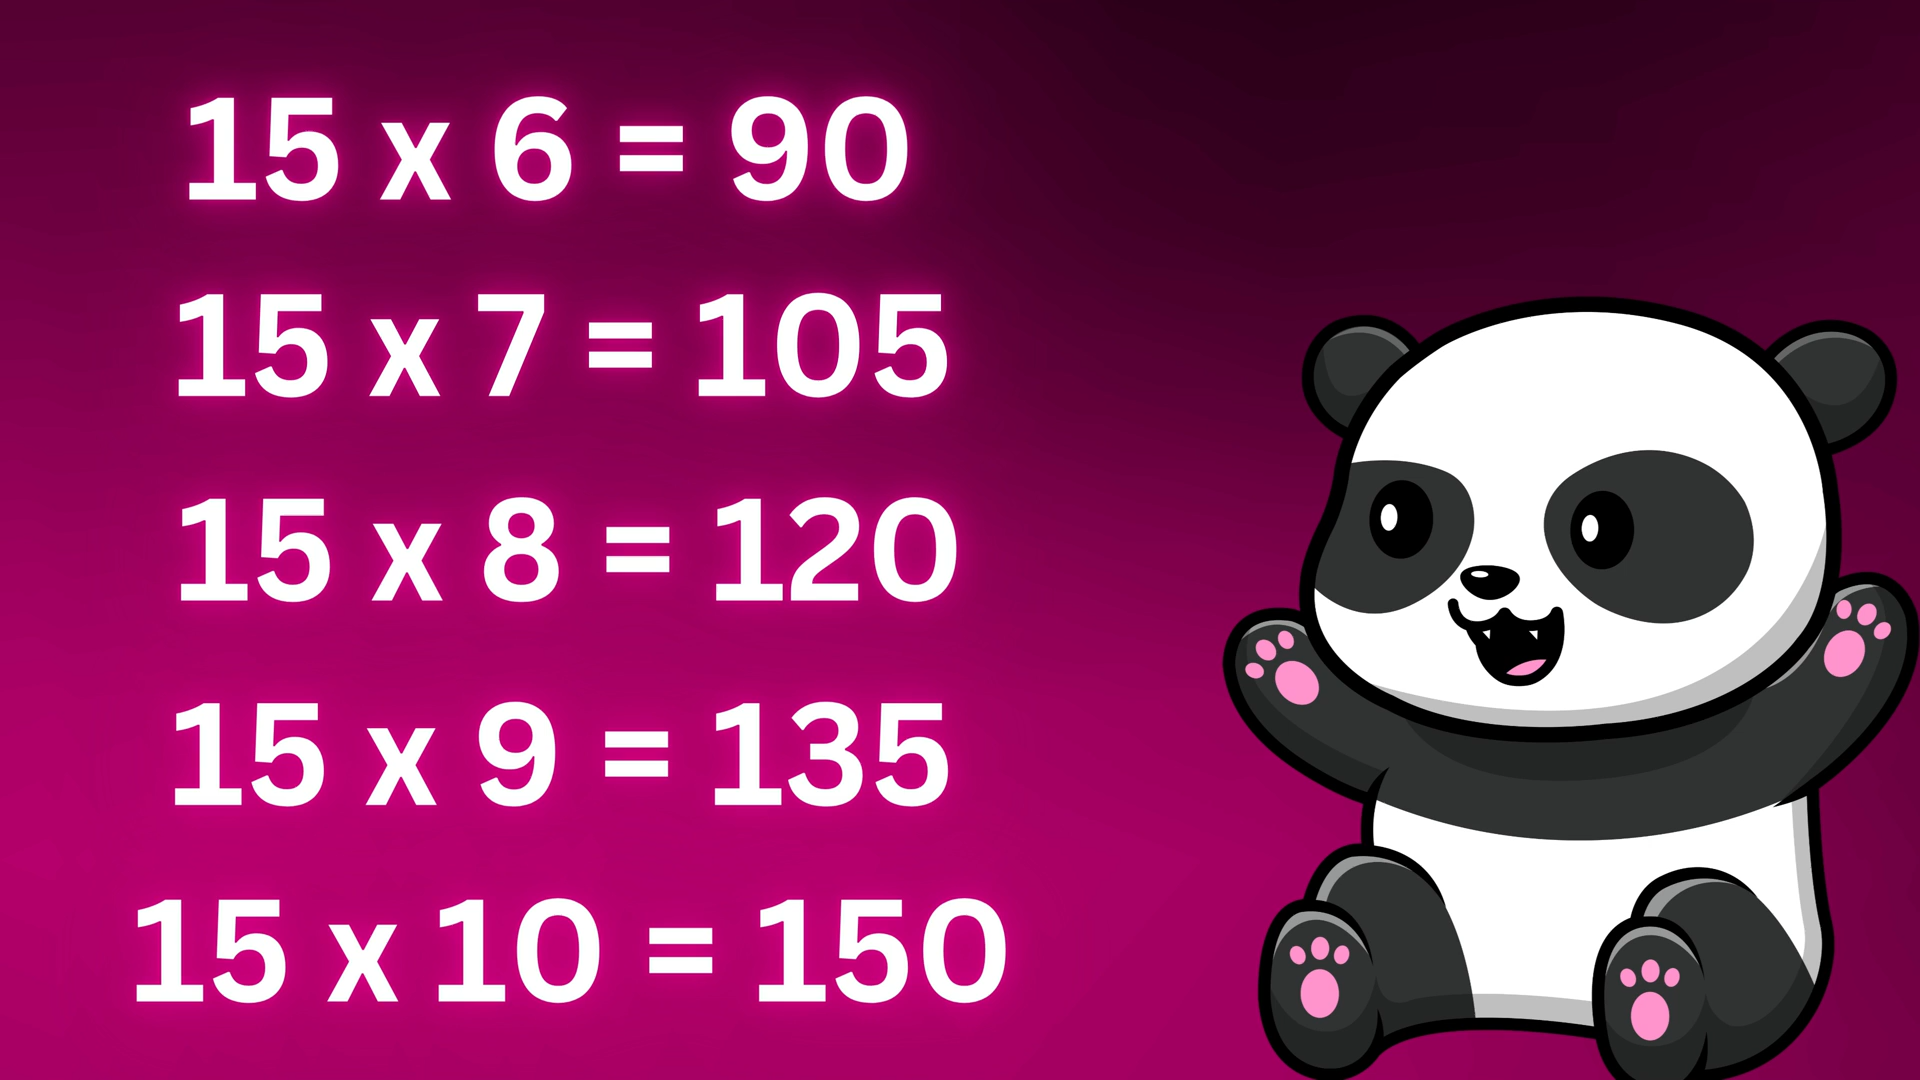 15 x 6 = 90
15 x 7 = 105
15 x 8 = 120
15 x 9 = 135
15 x 10 = 150